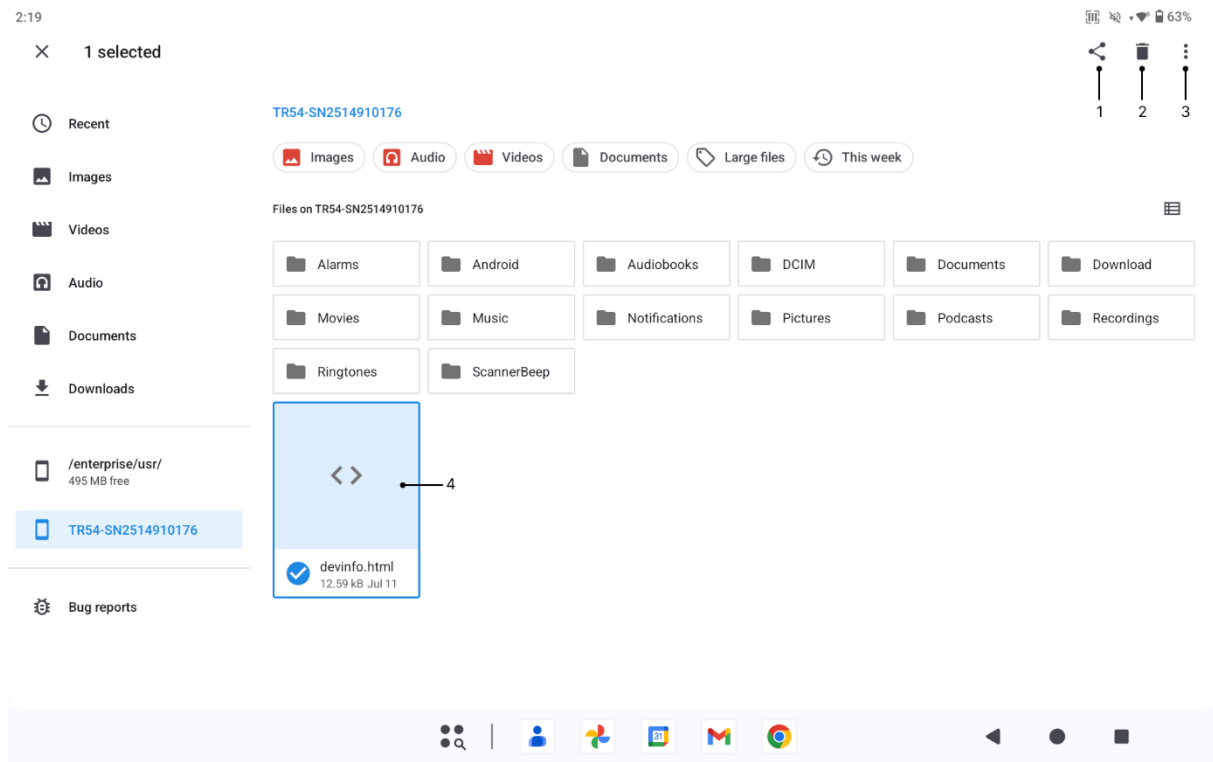 2:19
63%
1 selected
1
2
3
Recent
Images
Videos
Audio
Documents
Downloads
/enterprise/usr/
495 MB free
TR54-SN2514910176
Bug reports
TR54-SN2514910176
Images
Audio
Videos
Documents
Large files
This week
Files on TR54-SN2514910176
Alarms
Android
Audiobooks
DCIM
Documents
Download
Movies
Music
Notifications
Pictures
Podcasts
Recordings
Ringtones
ScannerBeep
4
devinfo.html
12.59 kB Jul 11
31